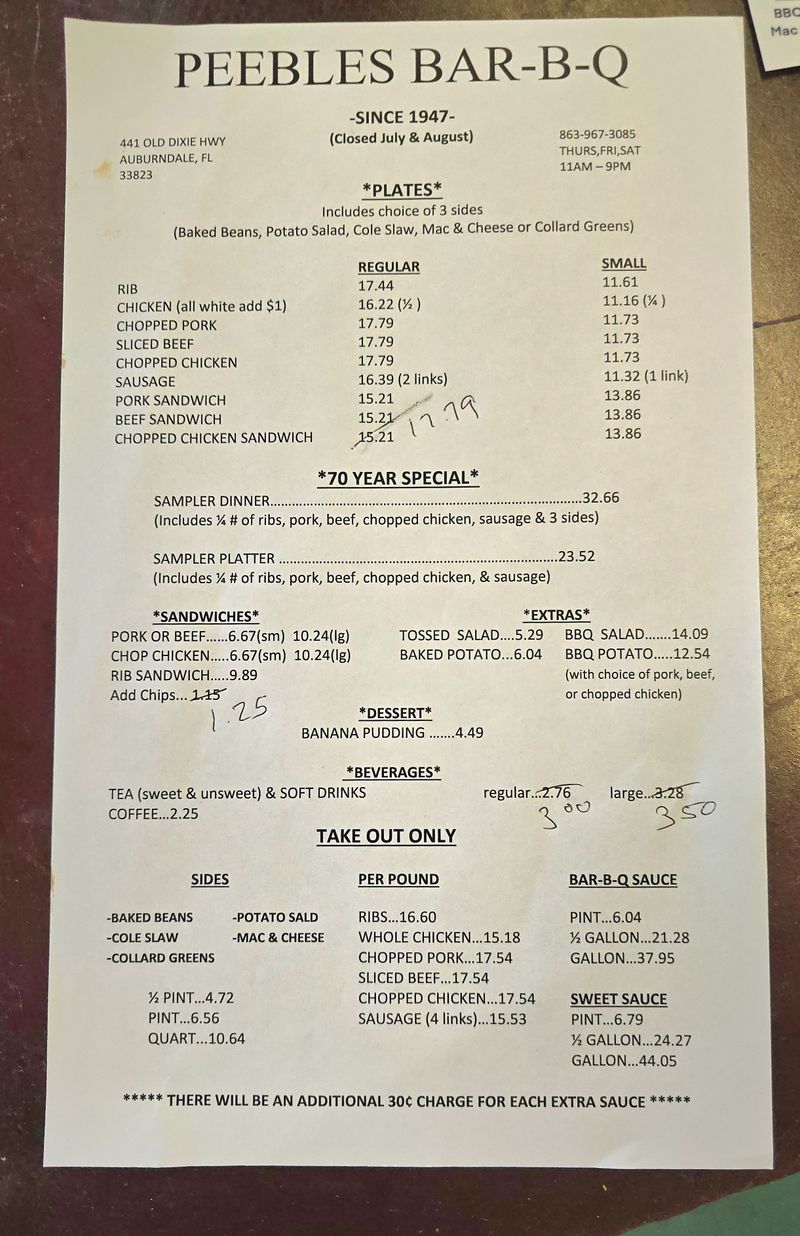 BBQ
Mac
PEEBLES BAR-B-Q
-SINCE 1947-
(Closed July & August)
441 OLD DIXIE HWY
AUBURNDALE, FL
33823
863-967-3085
THURS,FRI,SAT
11AM – 9PM
*PLATES*
Includes choice of 3 sides
(Baked Beans, Potato Salad, Cole Slaw, Mac & Cheese or Collard Greens)
REGULAR SMALL
RIB 17.44 11.61
CHICKEN (all white add $1) 16.22 (½ ) 11.16 (¼ )
CHOPPED PORK 17.79 11.73
SLICED BEEF 17.79 11.73
CHOPPED CHICKEN 17.79 11.73
SAUSAGE 16.39 (2 links) 11.32 (1 link)
PORK SANDWICH 15.21 13.86
BEEF SANDWICH 15.21 17.79 13.86
CHOPPED CHICKEN SANDWICH 15.21 13.86
*70 YEAR SPECIAL*
SAMPLER DINNER.....................................................................................32.66
(Includes ¼ # of ribs, pork, beef, chopped chicken, sausage & 3 sides)
SAMPLER PLATTER ............................................................................23.52
(Includes ¼ # of ribs, pork, beef, chopped chicken, & sausage)
*SANDWICHES*
PORK OR BEEF......6.67(sm) 10.24(lg)
CHOP CHICKEN.....6.67(sm) 10.24(lg)
RIB SANDWICH.....9.89
Add Chips... 1.15
1.25
*EXTRAS*
TOSSED SALAD....5.29 BBQ SALAD.......14.09
BAKED POTATO...6.04 BBQ POTATO.....12.54
(with choice of pork, beef,
or chopped chicken)
*DESSERT*
BANANA PUDDING .......4.49
*BEVERAGES*
TEA (sweet & unsweet) & SOFT DRINKS regular...2.76 large...3.28
COFFEE...2.25 3.00 3.50
TAKE OUT ONLY
SIDES
-BAKED BEANS -POTATO SALD
-COLE SLAW -MAC & CHEESE
-COLLARD GREENS
½ PINT...4.72
PINT...6.56
QUART...10.64
PER POUND
RIBS...16.60
WHOLE CHICKEN...15.18
CHOPPED PORK...17.54
SLICED BEEF...17.54
CHOPPED CHICKEN...17.54
SAUSAGE (4 links)...15.53
BAR-B-Q SAUCE
PINT...6.04
½ GALLON...21.28
GALLON...37.95
SWEET SAUCE
PINT...6.79
½ GALLON...24.27
GALLON...44.05
***** THERE WILL BE AN ADDITIONAL 30¢ CHARGE FOR EACH EXTRA SAUCE *****